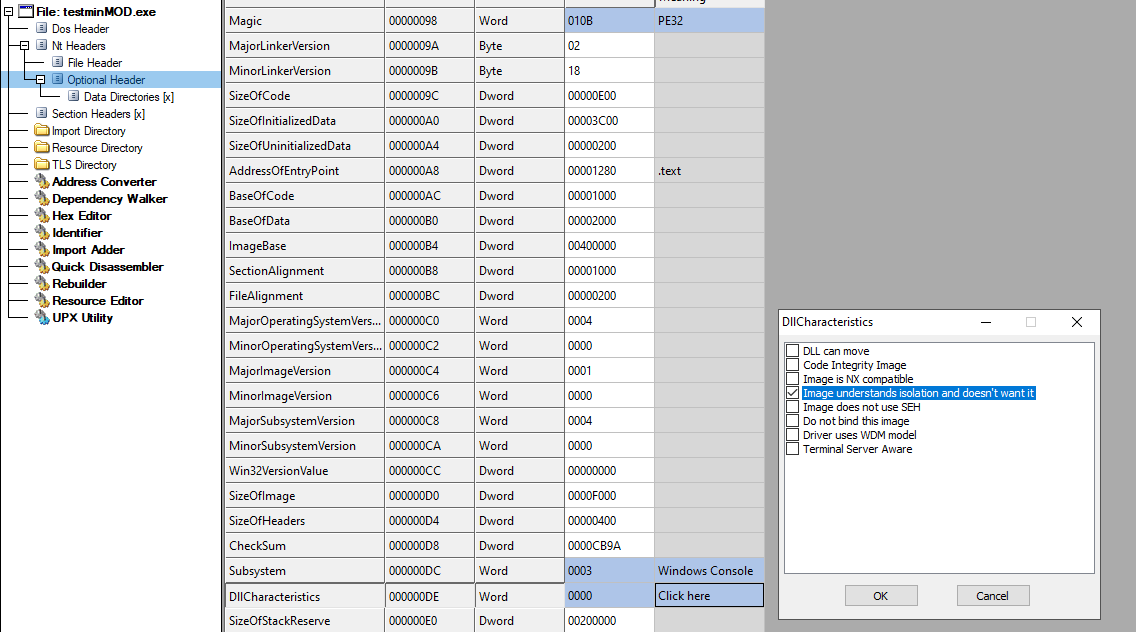 File: testminMOD.exe
Dos Header
Nt Headers
File Header
Optional Header
Data Directories [x]
Section Headers [x]
Import Directory
Resource Directory
TLS Directory
Address Converter
Dependency Walker
Hex Editor
Identifier
Import Adder
Quick Disassembler
Rebuilder
Resource Editor
UPX Utility
Magic 00000098 Word 010B PE32
MajorLinkerVersion 0000009A Byte 02
MinorLinkerVersion 0000009B Byte 18
SizeOfCode 0000009C Dword 00000E00
SizeOfInitializedData 000000A0 Dword 00003C00
SizeOfUninitializedData 000000A4 Dword 00000200
AddressOfEntryPoint 000000A8 Dword 00001280 .text
BaseOfCode 000000AC Dword 00001000
BaseOfData 000000B0 Dword 00002000
ImageBase 000000B4 Dword 00400000
SectionAlignment 000000B8 Dword 00001000
FileAlignment 000000BC Dword 00000200
MajorOperatingSystemVers... 000000C0 Word 0004
MinorOperatingSystemVers... 000000C2 Word 0000
MajorImageVersion 000000C4 Word 0001
MinorImageVersion 000000C6 Word 0000
MajorSubsystemVersion 000000C8 Word 0004
MinorSubsystemVersion 000000CA Word 0000
Win32VersionValue 000000CC Dword 00000000
SizeOfImage 000000D0 Dword 0000F000
SizeOfHeaders 000000D4 Dword 00000400
CheckSum 000000D8 Dword 0000CB9A
Subsystem 000000DC Word 0003 Windows Console
DllCharacteristics 000000DE Word 0000 Click here
SizeOfStackReserve 000000E0 Dword 00200000
DllCharacteristics
DLL can move
Code Integrity Image
Image is NX compatible
Image understands isolation and doesn't want it
Image does not use SEH
Do not bind this image
Driver uses WDM model
Terminal Server Aware
OK Cancel